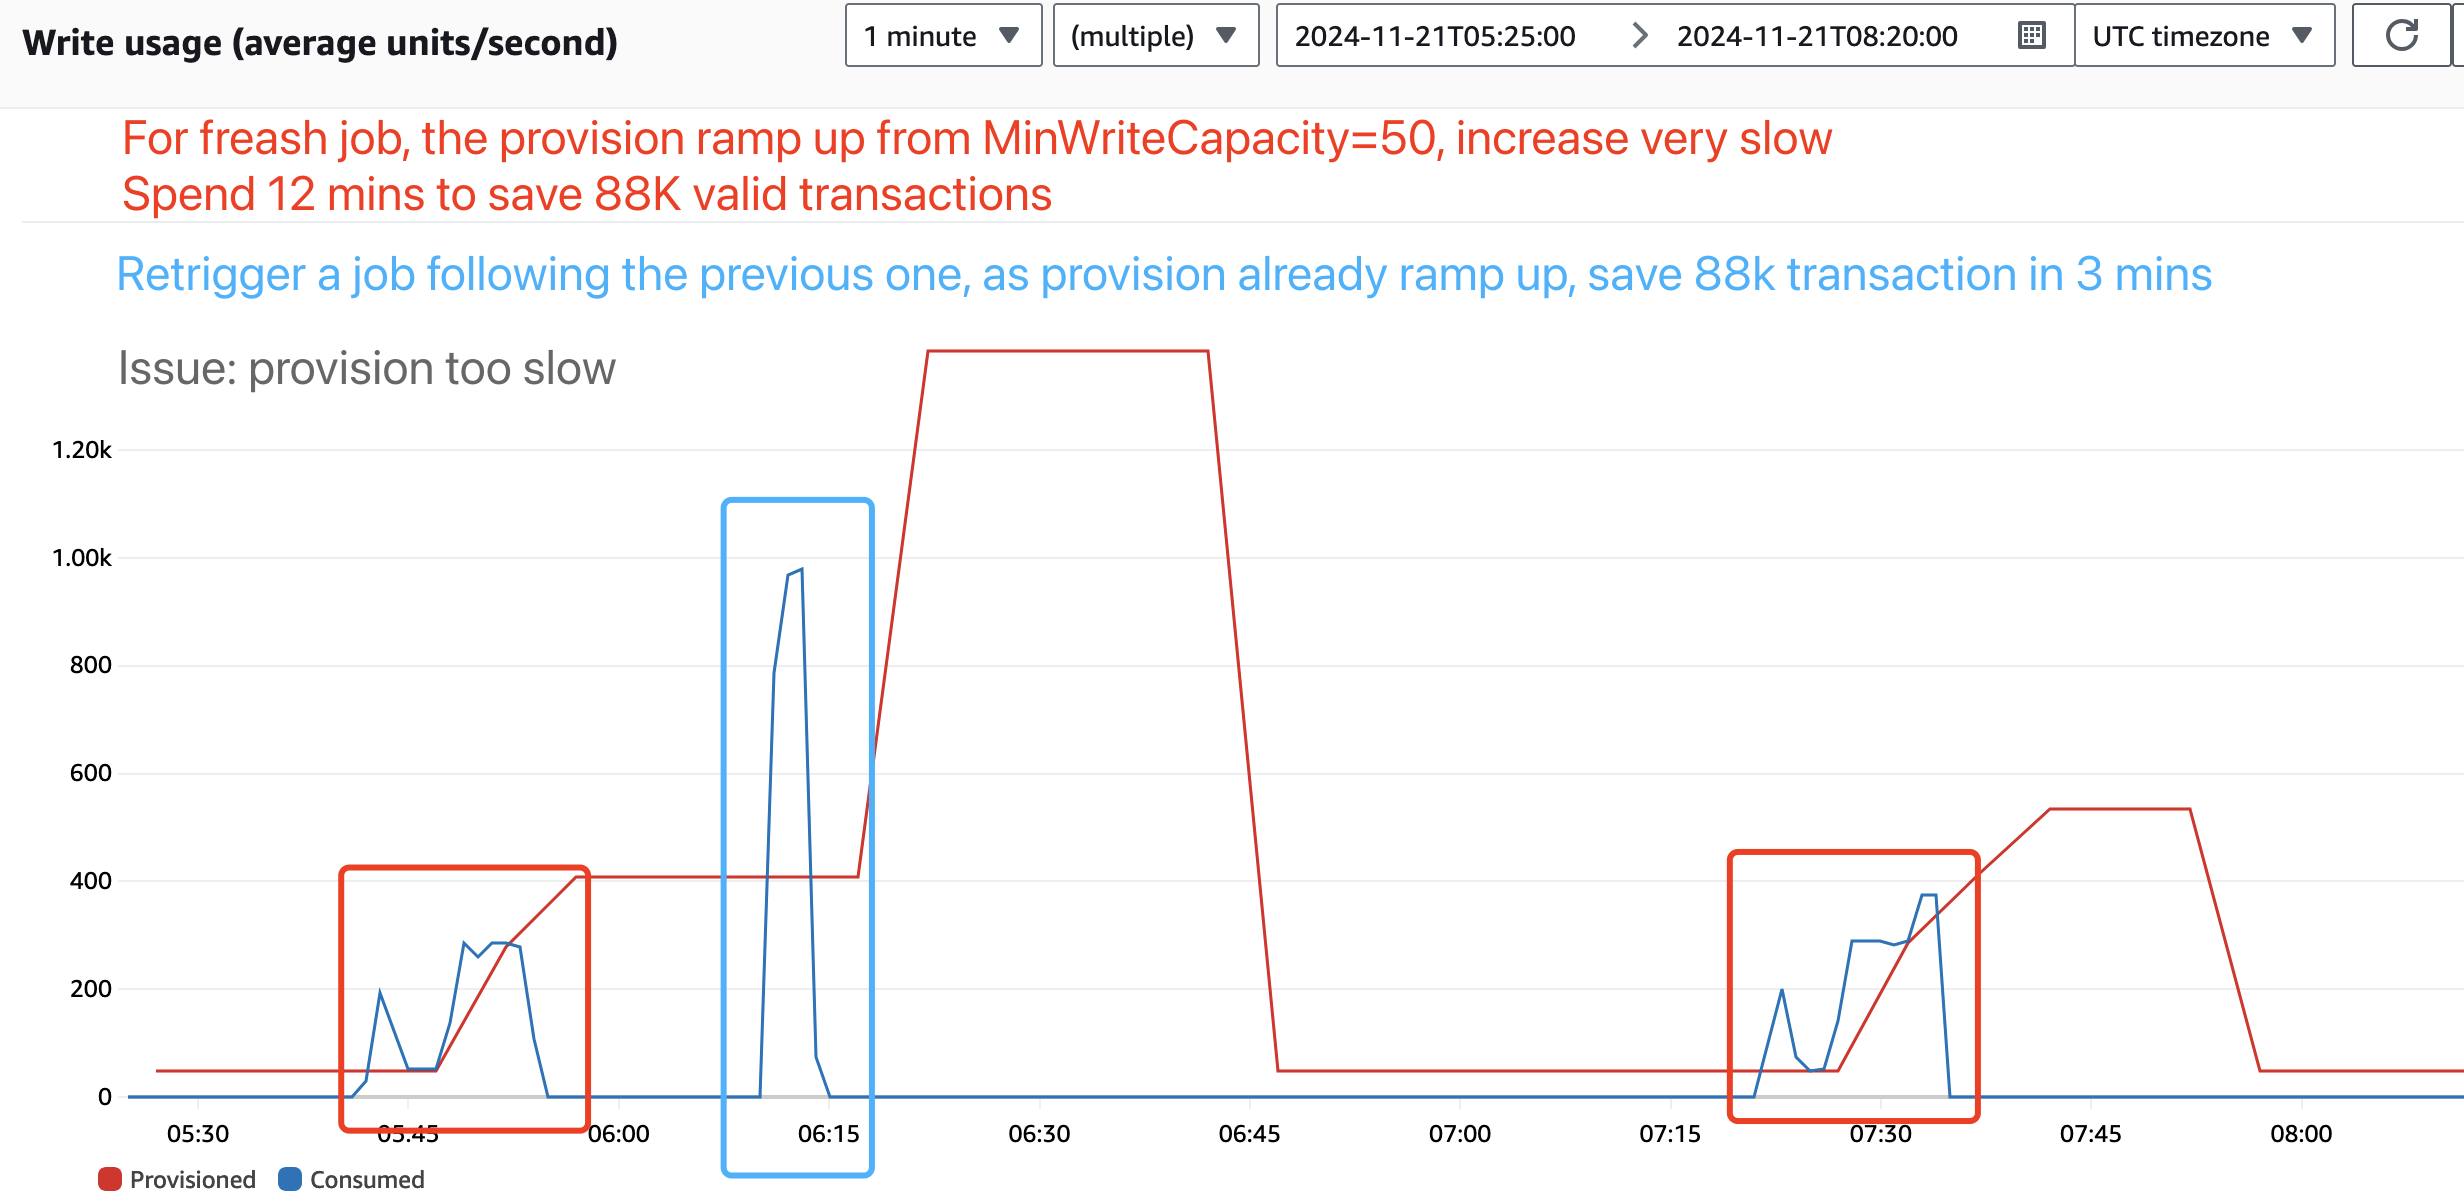 Write usage (average units/second)
1 minute
(multiple)
2024-11-21T05:25:00
2024-11-21T08:20:00
UTC timezone
For freash job, the provision ramp up from MinWriteCapacity=50, increase very slow
Spend 12 mins to save 88K valid transactions
Retrigger a job following the previous one, as provision already ramp up, save 88k transaction in 3 mins
Issue: provision too slow
1.20k
1.00k
800
600
400
200
0
05:30
05:45
06:00
06:15
06:30
06:45
07:00
07:15
07:30
07:45
08:00
Provisioned
Consumed